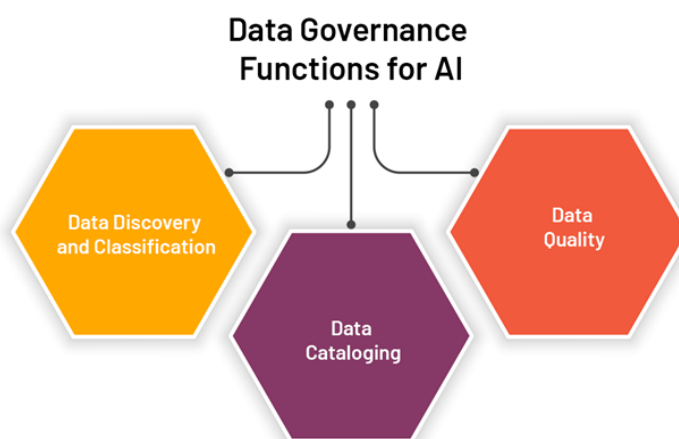 Data Governance
Functions for AI
Data Discovery
and Classification
Data
Cataloging
Data
Quality